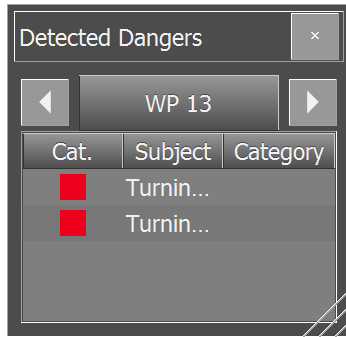 Detected Dangers ×
WP 13
Cat. Subject Category
Turnin...
Turnin...